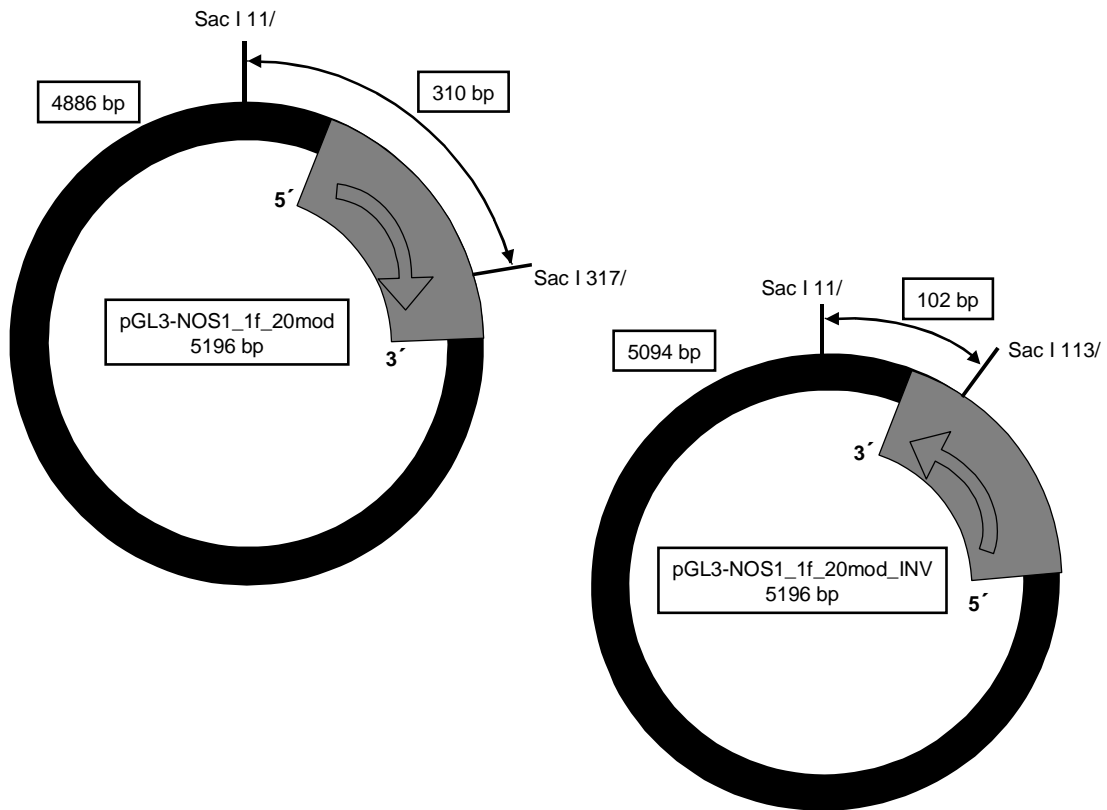 Sac I 11/
4886 bp
310 bp
5´
Sac I 317/
pGL3-NOS1_1f_20mod
5196 bp
3´
Sac I 11/
102 bp
5094 bp
Sac I 113/
3´
pGL3-NOS1_1f_20mod_INV
5196 bp
5´